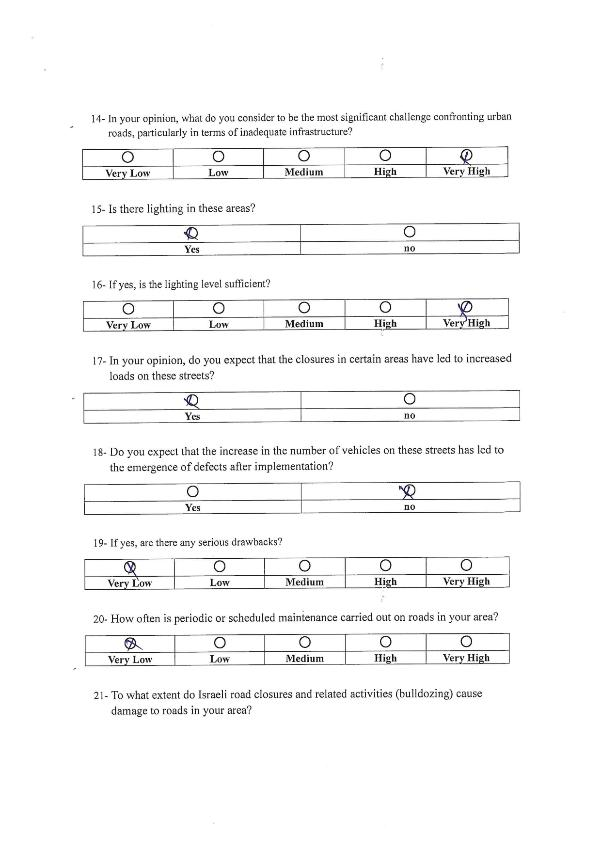 14- In your opinion, what do you consider to be the most significant challenge confronting urban
roads, particularly in terms of inadequate infrastructure?
Very Low Low Medium High Very High
15- Is there lighting in these areas?
Yes no
16- If yes, is the lighting level sufficient?
Very Low Low Medium High Very High
17- In your opinion, do you expect that the closures in certain areas have led to increased
loads on these streets?
Yes no
18- Do you expect that the increase in the number of vehicles on these streets has led to
the emergence of defects after implementation?
Yes no
19- If yes, are there any serious drawbacks?
Very Low Low Medium High Very High
20- How often is periodic or scheduled maintenance carried out on roads in your area?
Very Low Low Medium High Very High
21- To what extent do Israeli road closures and related activities (bulldozing) cause
damage to roads in your area?